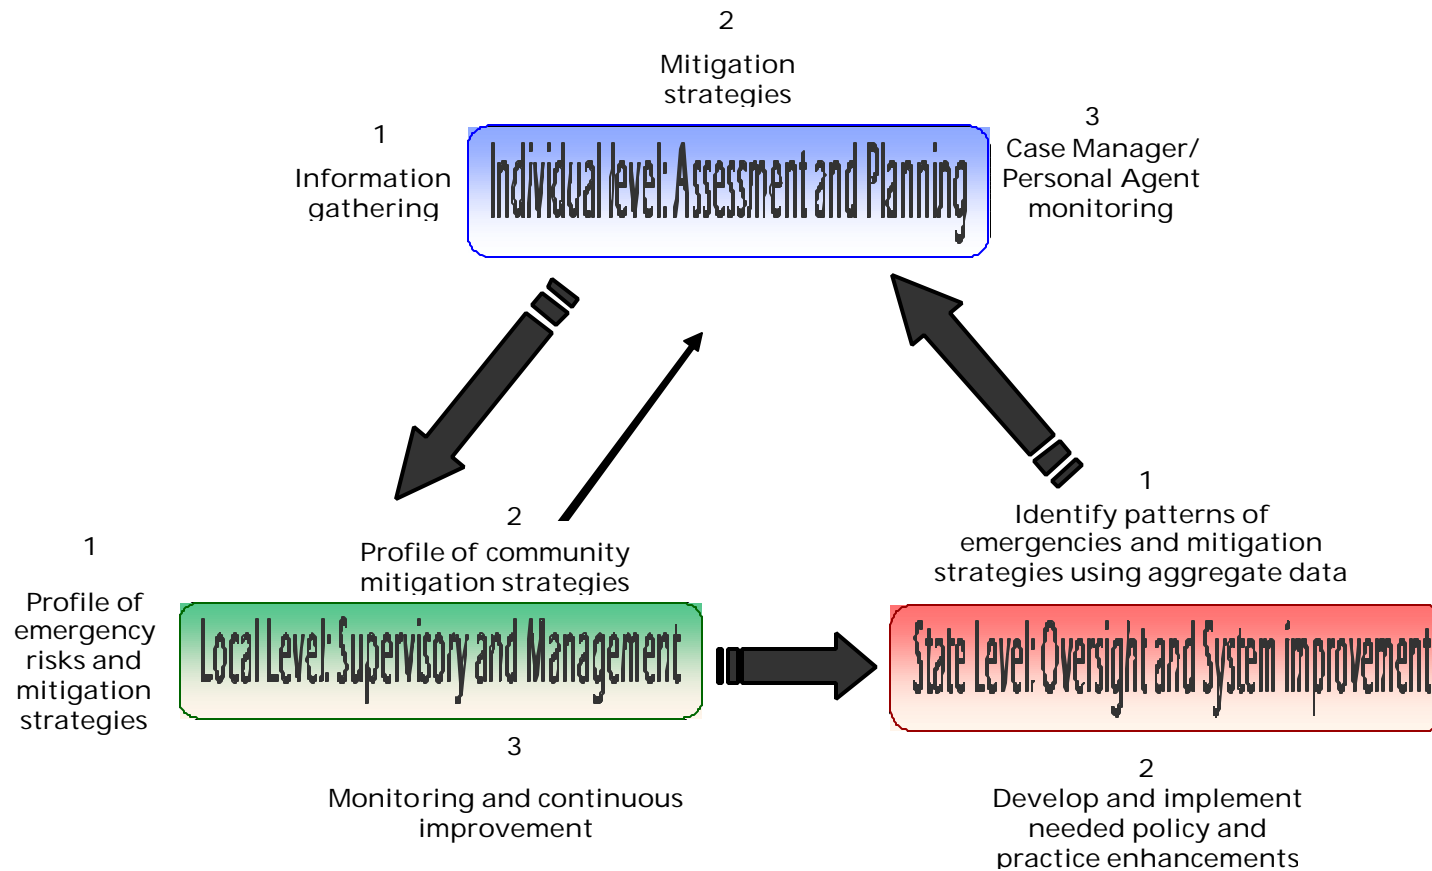 2
Mitigation
strategies
1
Information
gathering
Individual level: Assessment and Planning
3
Case Manager/
Personal Agent
monitoring
1
Profile of
emergency
risks and
mitigation
strategies
2
Profile of community
mitigation strategies
Local Level: Supervisory and Management
3
Monitoring and continuous
improvement
1
Identify patterns of
emergencies and mitigation
strategies using aggregate data
State Level: Oversight and System improvement
2
Develop and implement
needed policy and
practice enhancements